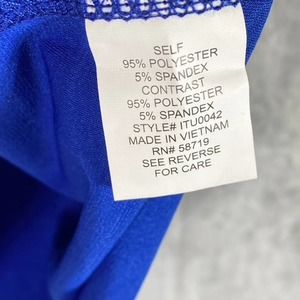 SELF
95% POLYESTER
5% SPANDEX
CONTRAST
95% POLYESTER
5% SPANDEX
STYLE# ITU0042
MADE IN VIETNAM
RN# 58719
SEE REVERSE
FOR CARE